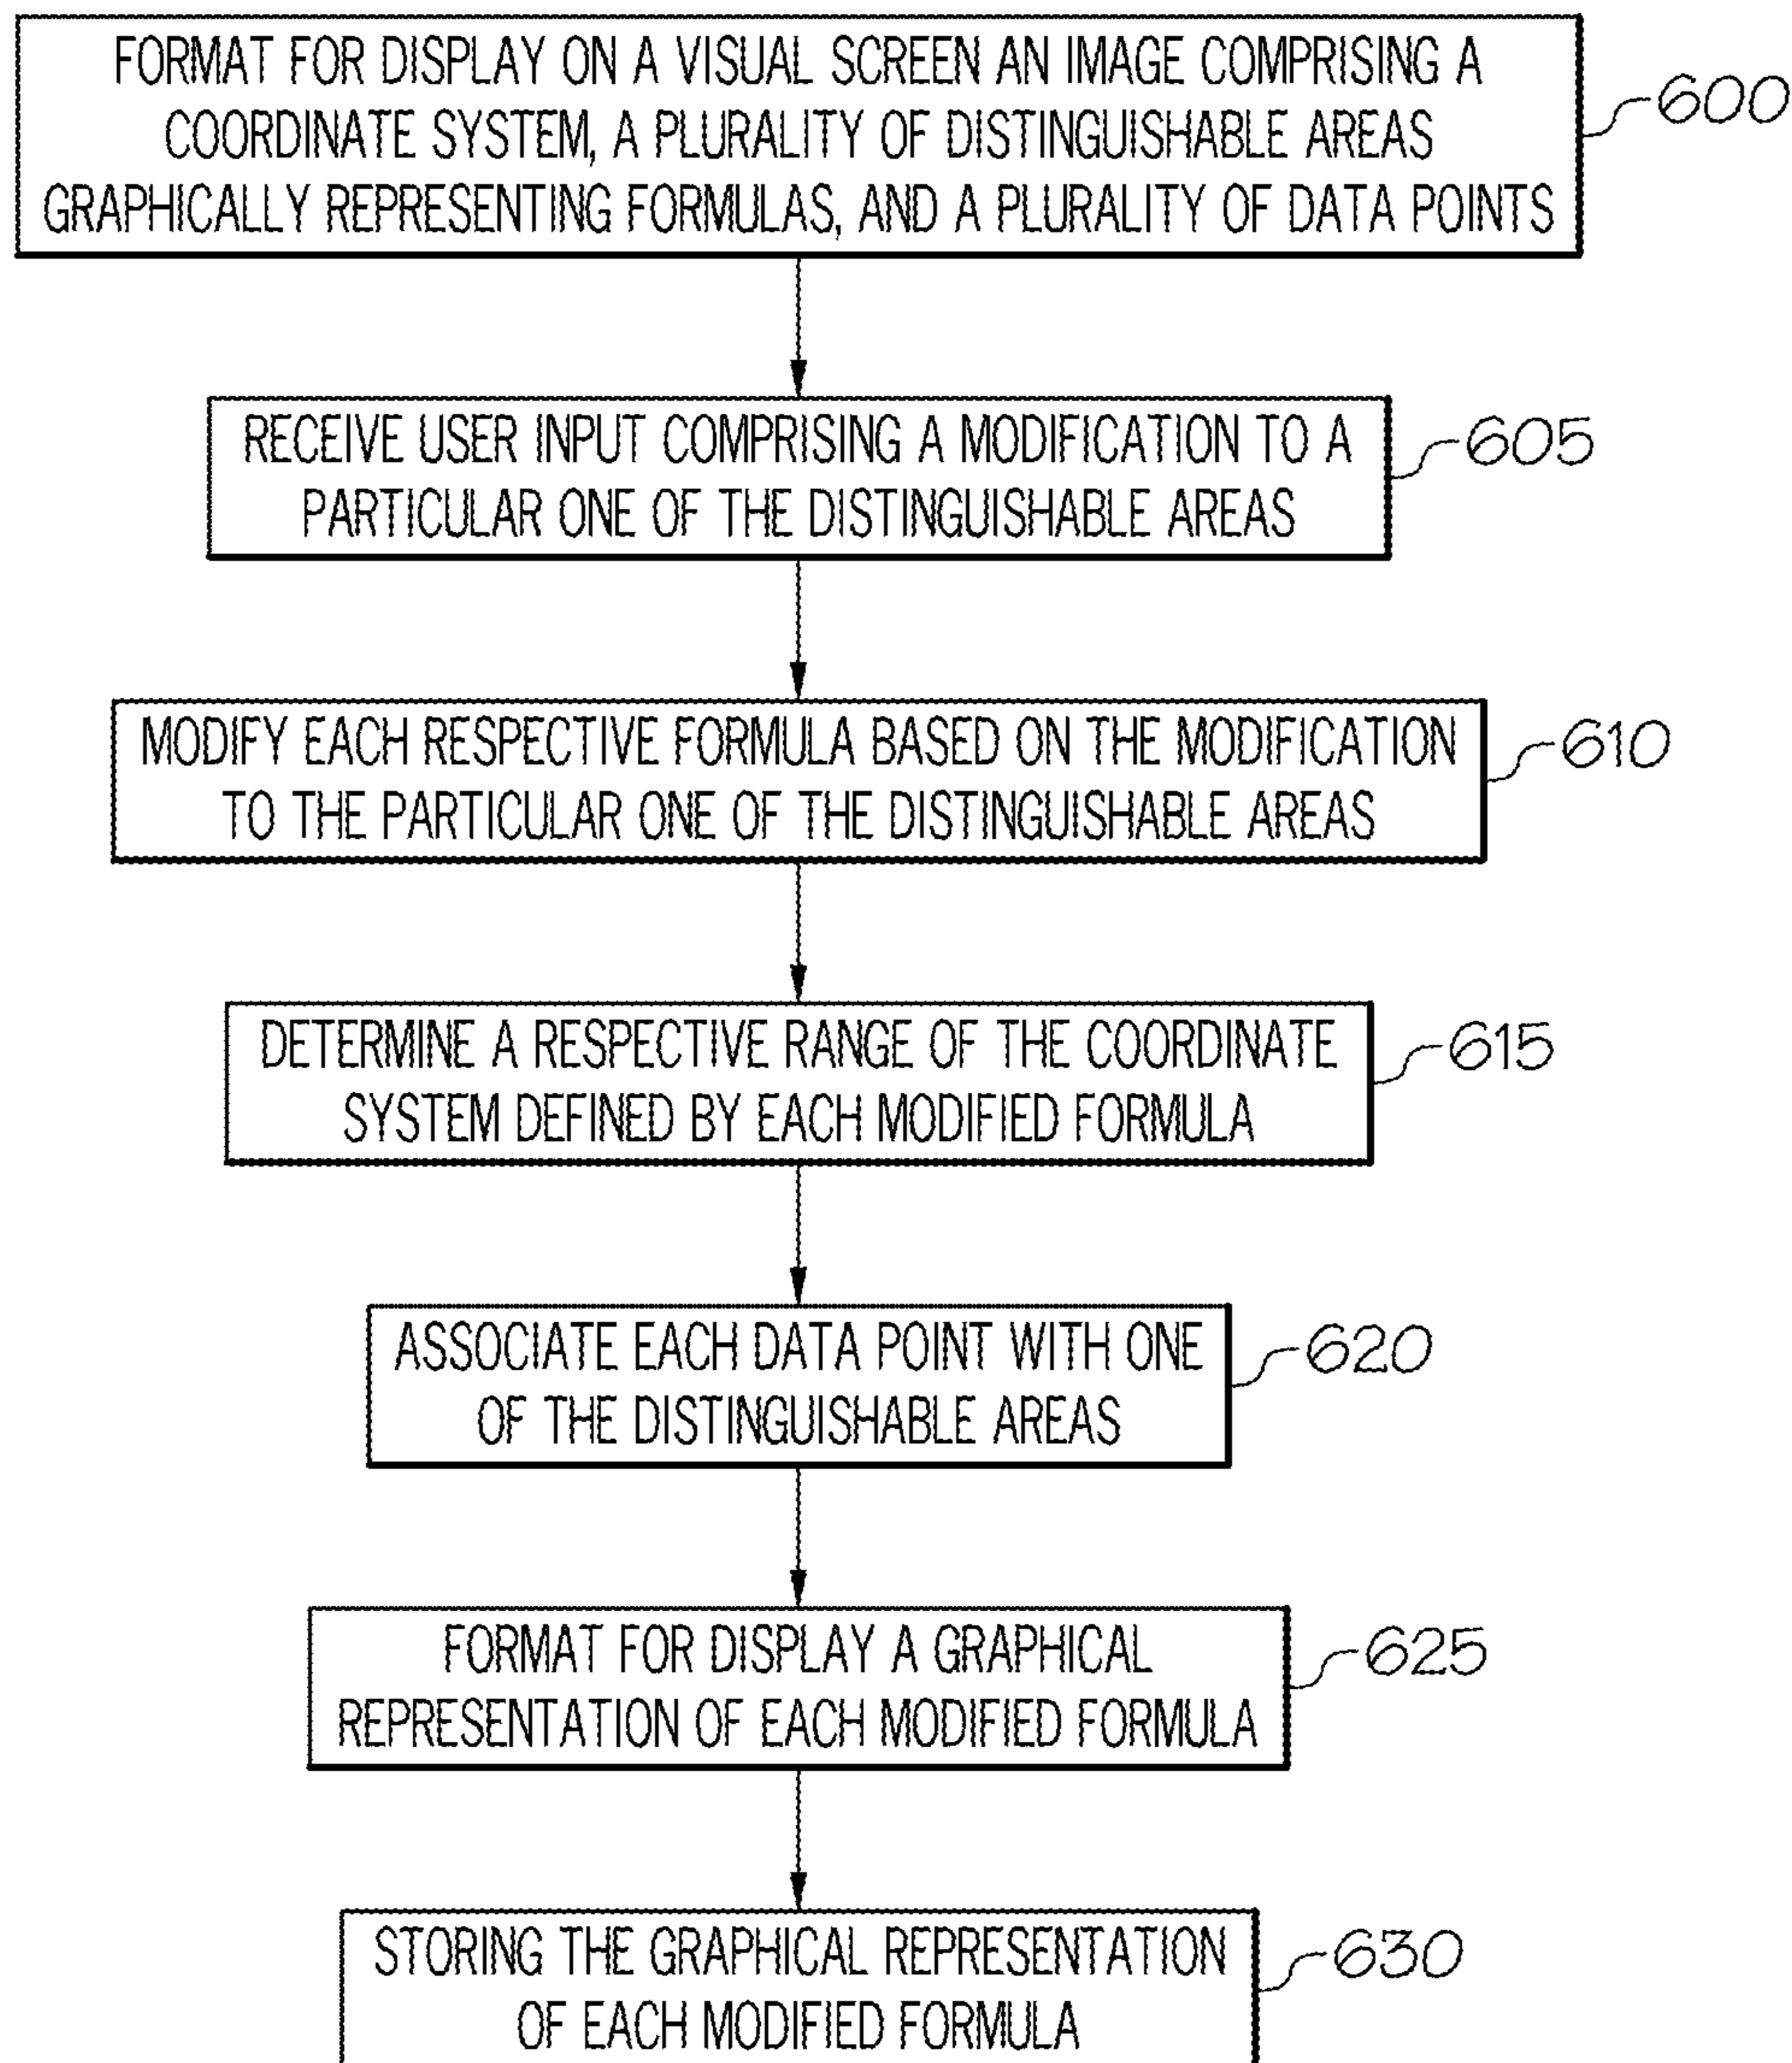 FORMAT FOR DISPLAY ON A VISUAL SCREEN AN IMAGE COMPRISING A
COORDINATE SYSTEM, A PLURALITY OF DISTINGUISHABLE AREAS
GRAPHICALLY REPRESENTING FORMULAS, AND A PLURALITY OF DATA POINTS
600
RECEIVE USER INPUT COMPRISING A MODIFICATION TO A
PARTICULAR ONE OF THE DISTINGUISHABLE AREAS
605
MODIFY EACH RESPECTIVE FORMULA BASED ON THE MODIFICATION
TO THE PARTICULAR ONE OF THE DISTINGUISHABLE AREAS
610
DETERMINE A RESPECTIVE RANGE OF THE COORDINATE
SYSTEM DEFINED BY EACH MODIFIED FORMULA
615
ASSOCIATE EACH DATA POINT WITH ONE
OF THE DISTINGUISHABLE AREAS
620
FORMAT FOR DISPLAY A GRAPHICAL
REPRESENTATION OF EACH MODIFIED FORMULA
625
STORING THE GRAPHICAL REPRESENTATION
OF EACH MODIFIED FORMULA
630